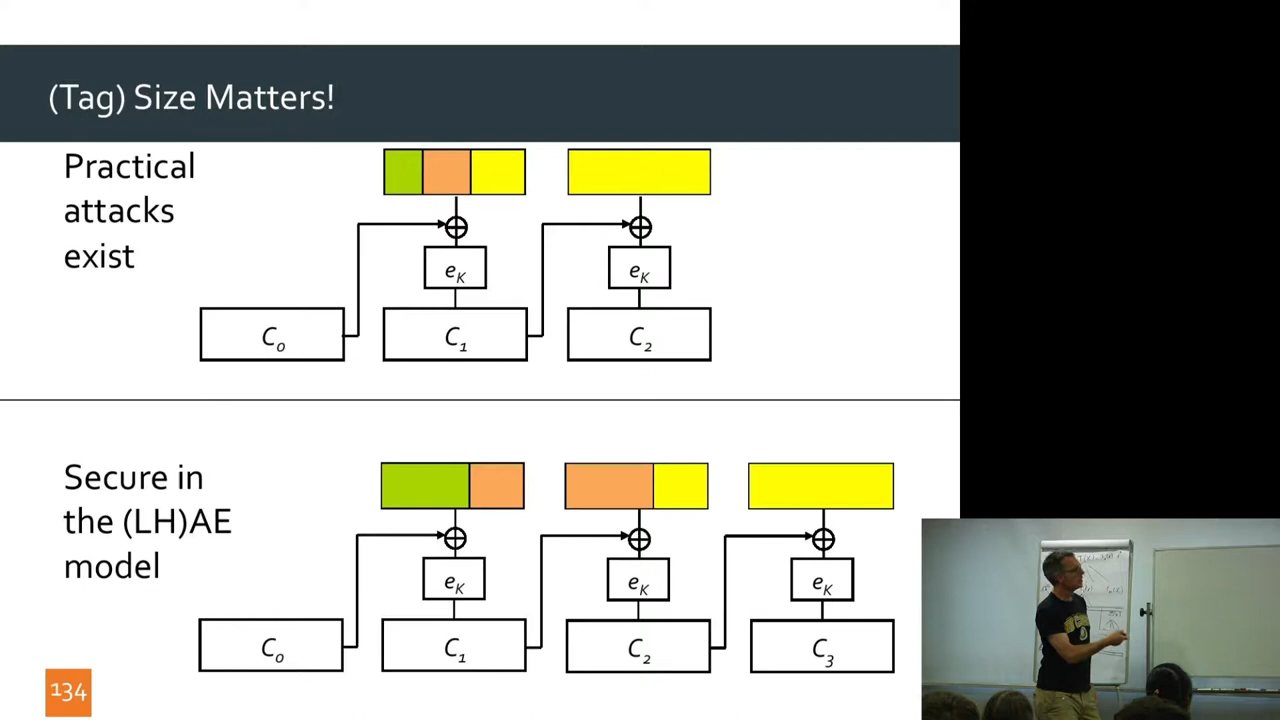 (Tag) Size Matters!
Practical
attacks
exist
⊕ ⊕
eK eK
C0 C1 C2
Secure in
the (LH)AE
model
⊕ ⊕ ⊕
eK eK eK
C0 C1 C2 C3
134